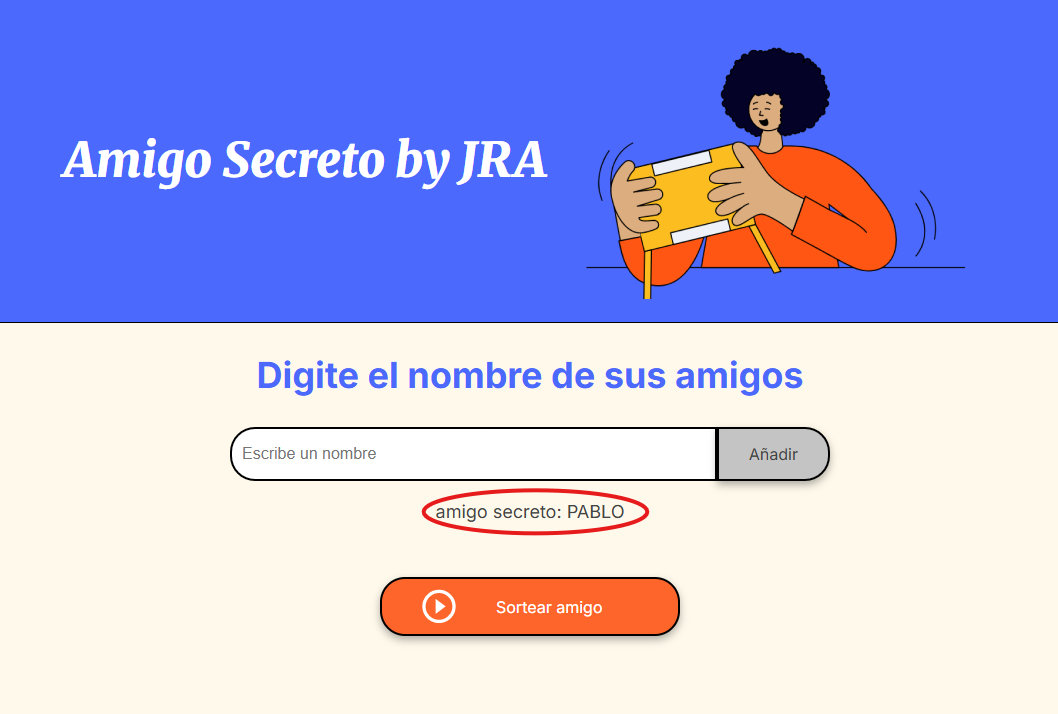 Amigo Secreto by JRA
Digite el nombre de sus amigos
Escribe un nombre
Añadir
amigo secreto: PABLO
Sortear amigo